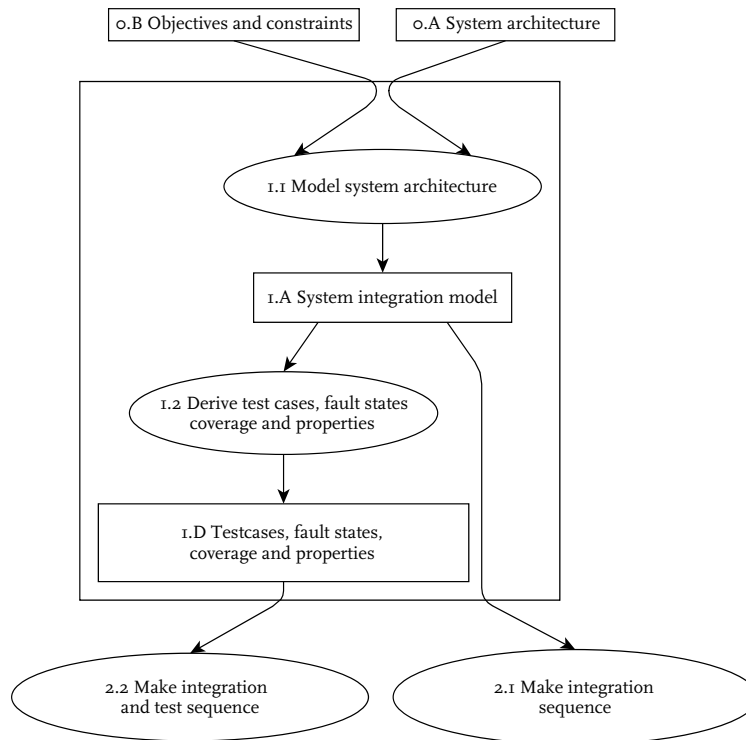 0.B Objectives and constraints
0.A System architecture
1.1 Model system architecture
1.A System integration model
1.2 Derive test cases, fault states
coverage and properties
1.D Testcases, fault states,
coverage and properties
2.2 Make integration
and test sequence
2.1 Make integration
sequence